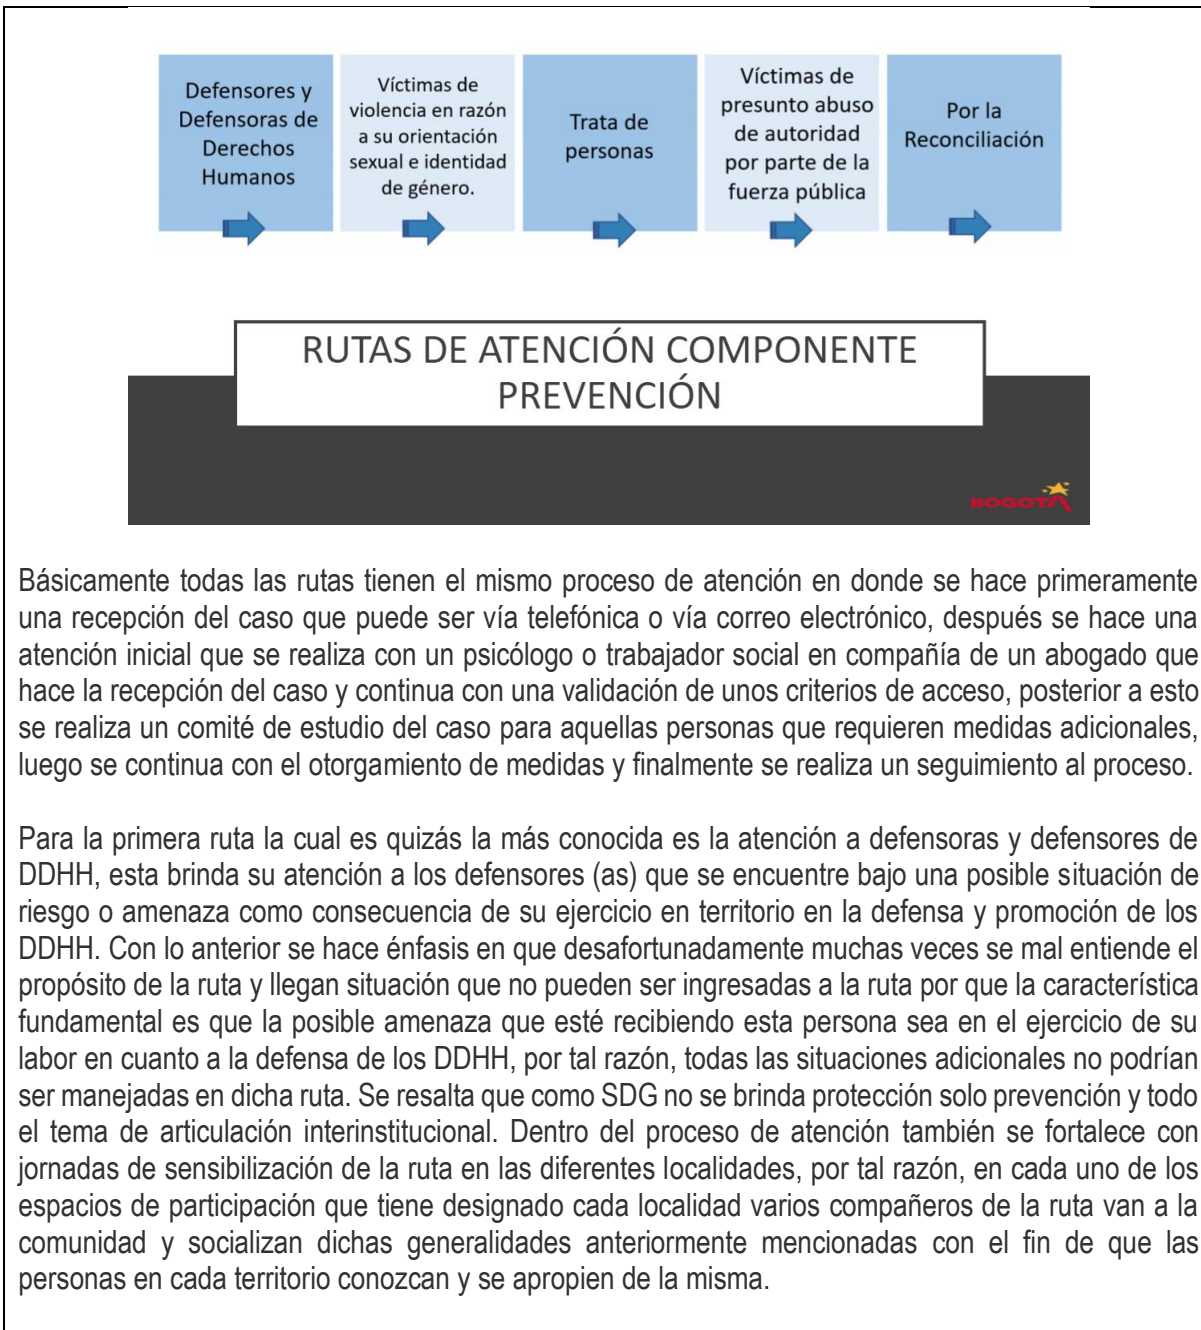 Defensores y
Defensoras de
Derechos
Humanos
Víctimas de
violencia en razón
a su orientación
sexual e identidad
de género.
Trata de
personas
Víctimas de
presunto abuso
de autoridad
por parte de la
fuerza pública
Por la
Reconciliación
RUTAS DE ATENCIÓN COMPONENTE
PREVENCIÓN
BOGOTÁ
Básicamente todas las rutas tienen el mismo proceso de atención en donde se hace primeramente
una recepción del caso que puede ser vía telefónica o vía correo electrónico, después se hace una
atención inicial que se realiza con un psicólogo o trabajador social en compañía de un abogado que
hace la recepción del caso y continua con una validación de unos criterios de acceso, posterior a esto
se realiza un comité de estudio del caso para aquellas personas que requieren medidas adicionales,
luego se continua con el otorgamiento de medidas y finalmente se realiza un seguimiento al proceso.
Para la primera ruta la cual es quizás la más conocida es la atención a defensoras y defensores de
DDHH, esta brinda su atención a los defensores (as) que se encuentre bajo una posible situación de
riesgo o amenaza como consecuencia de su ejercicio en territorio en la defensa y promoción de los
DDHH. Con lo anterior se hace énfasis en que desafortunadamente muchas veces se mal entiende el
propósito de la ruta y llegan situación que no pueden ser ingresadas a la ruta por que la característica
fundamental es que la posible amenaza que esté recibiendo esta persona sea en el ejercicio de su
labor en cuanto a la defensa de los DDHH, por tal razón, todas las situaciones adicionales no podrían
ser manejadas en dicha ruta. Se resalta que como SDG no se brinda protección solo prevención y todo
el tema de articulación interinstitucional. Dentro del proceso de atención también se fortalece con
jornadas de sensibilización de la ruta en las diferentes localidades, por tal razón, en cada uno de los
espacios de participación que tiene designado cada localidad varios compañeros de la ruta van a la
comunidad y socializan dichas generalidades anteriormente mencionadas con el fin de que las
personas en cada territorio conozcan y se apropien de la misma.